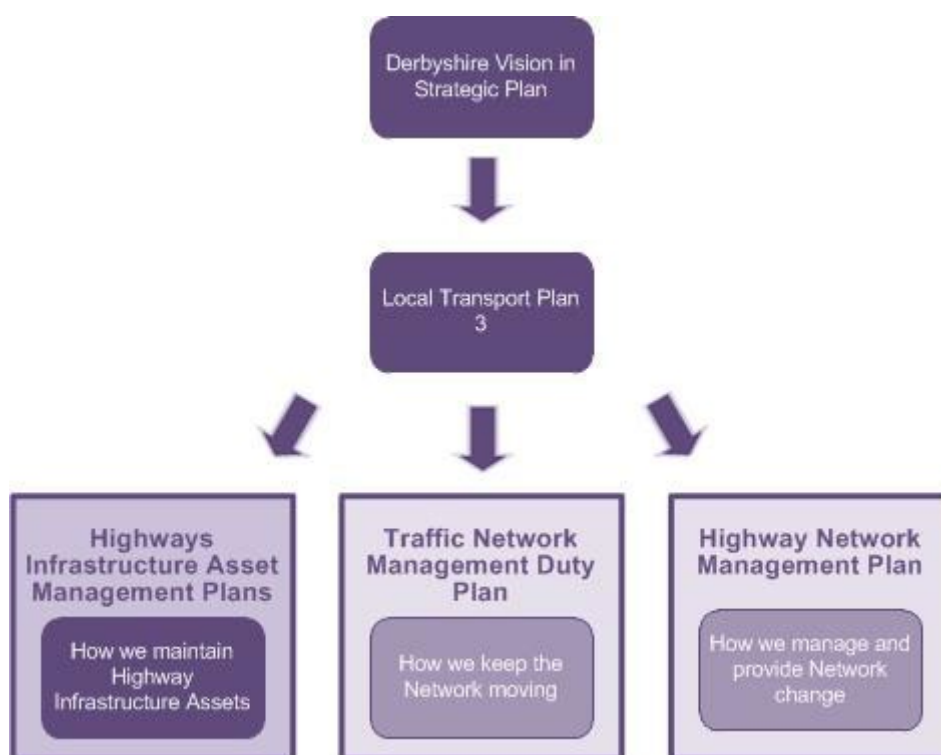 Derbyshire Vision in
Strategic Plan
Local Transport Plan
3
Highways
Infrastructure Asset
Management Plans
How we maintain
Highway
Infrastructure Assets
Traffic Network
Management Duty
Plan
How we keep the
Network moving
Highway Network
Management Plan
How we manage and
provide Network
change